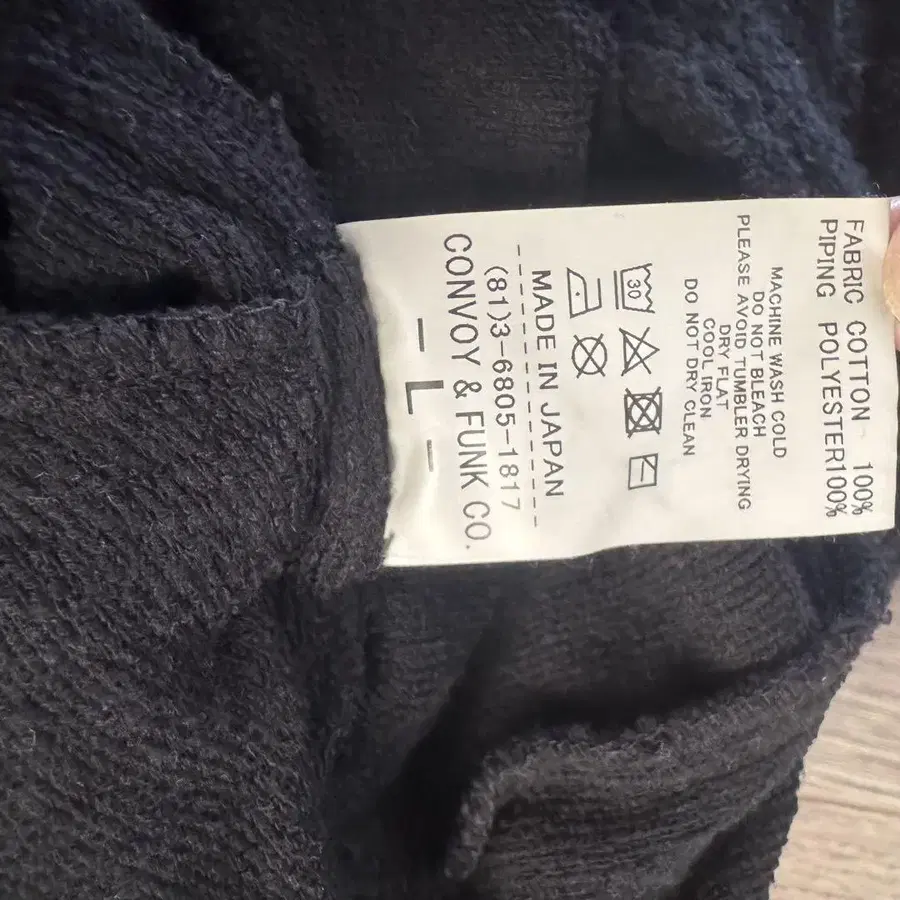 FABRIC COTTON 100%
PIPING POLYESTER100%
MACHINE WASH COLD
DO NOT BLEACH
PLEASE AVOID TUMBLER DRYING
DRY FLAT
COOL IRON
DO NOT DRY CLEAN
30
MADE IN JAPAN
(81)3-6805-1817
CONVOY & FUNK CO.
- L -